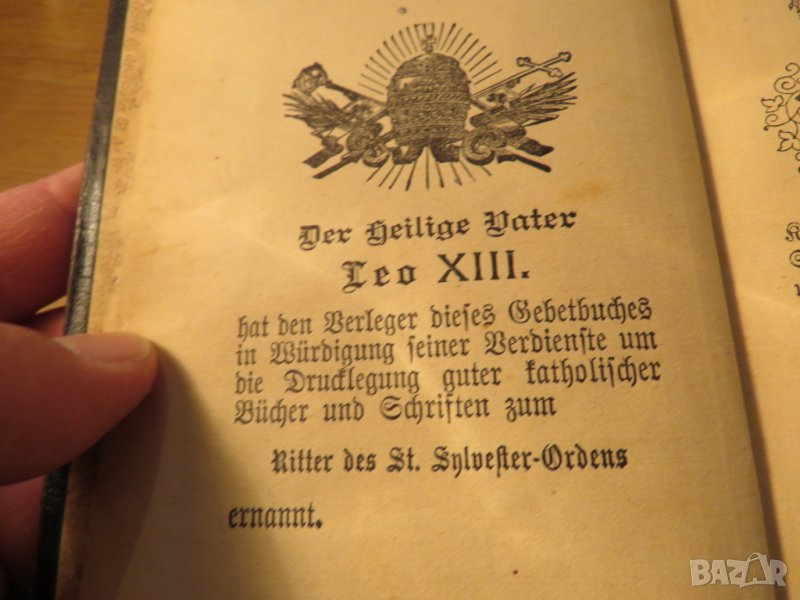 Der Heilige Vater
Leo XIII.
hat den Verleger dieſes Gebetbuches
in Würdigung ſeiner Verdienſte um
die Drucklegung guter katholiſcher
Bücher und Schriften zum
Ritter des St. Sylveſter-Ordens
ernannt.
BAZAR